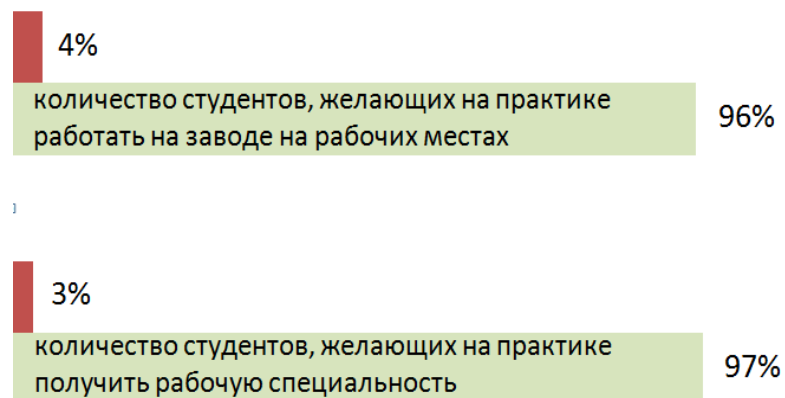 4%
количество студентов, желающих на практике
работать на заводе на рабочих местах
96%
3%
количество студентов, желающих на практике
получить рабочую специальность
97%